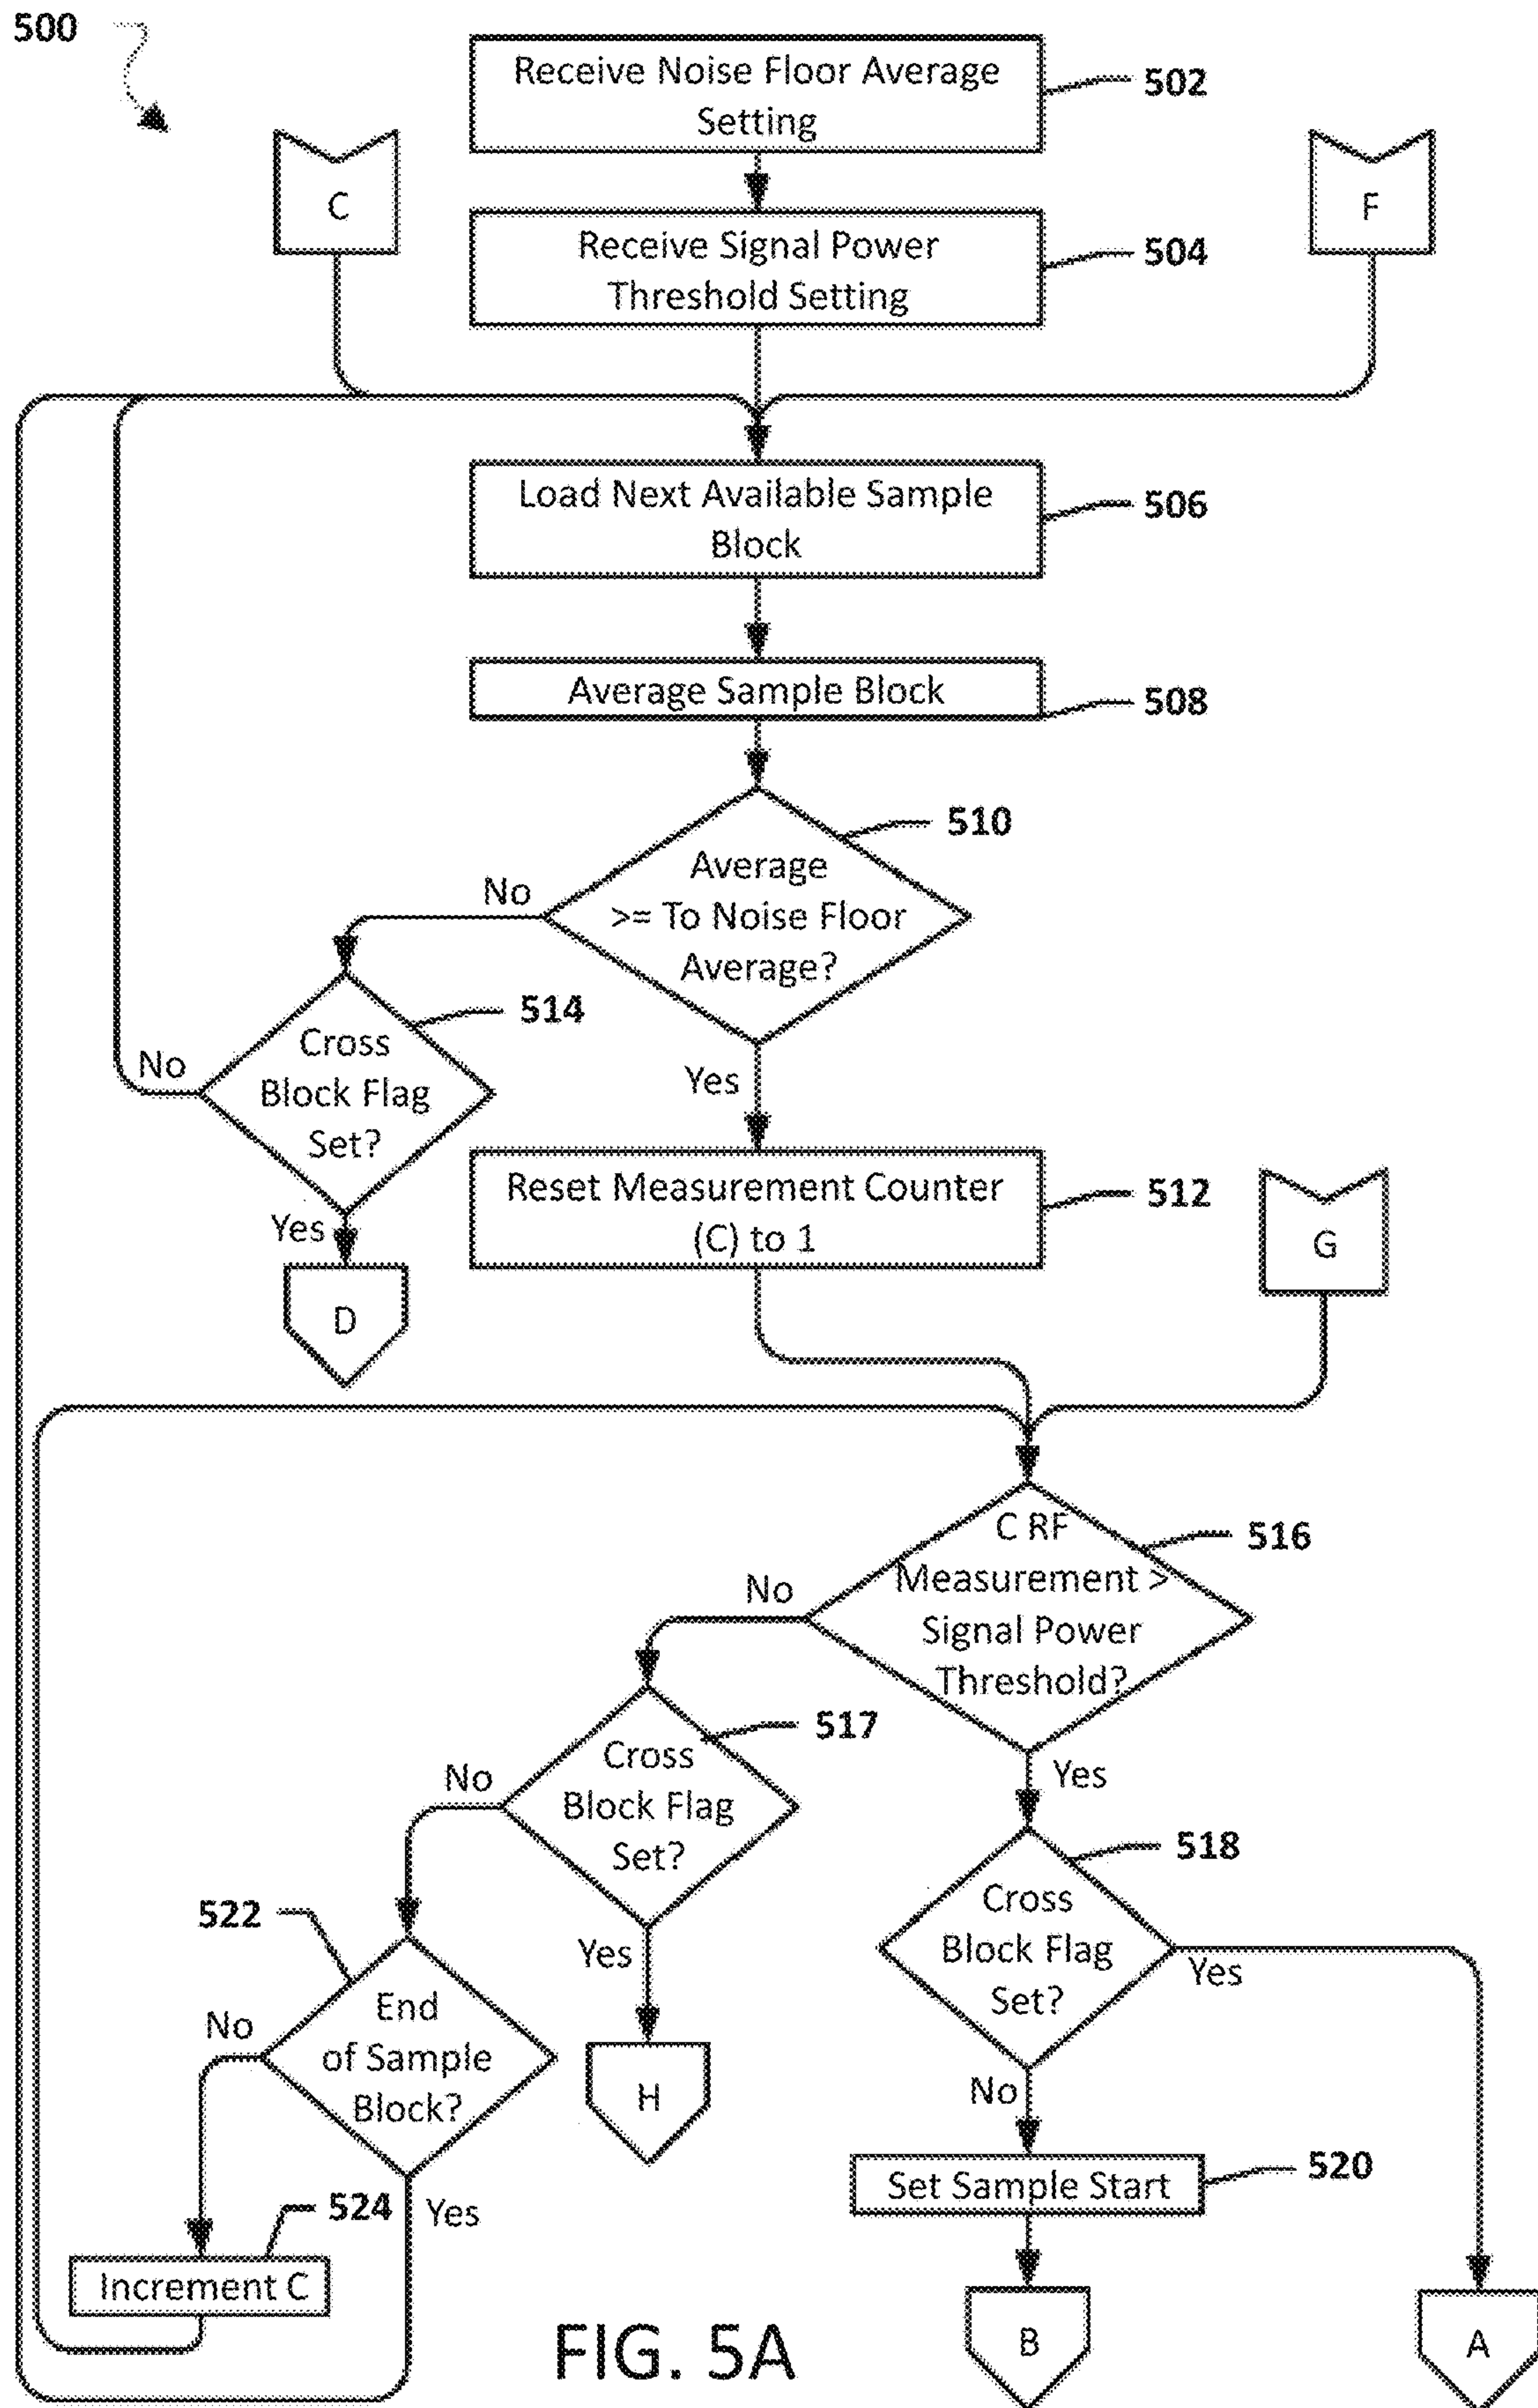 500
Receive Noise Floor Average
Setting
502
C
F
Receive Signal Power
Threshold Setting
504
Load Next Available Sample
Block
506
Average Sample Block
508
510
Average
>= To Noise Floor
Average?
No
514
Cross
Block Flag
Set?
No
Yes
Yes
D
Reset Measurement Counter
(C) to 1
512
G
C RF
Measurement >
Signal Power
Threshold?
516
No
Yes
517
Cross
Block Flag
Set?
No
Yes
518
Cross
Block Flag
Set?
Yes
No
522
End
of Sample
Block?
No
Yes
H
Set Sample Start
520
524
Increment C
B
A
FIG. 5A